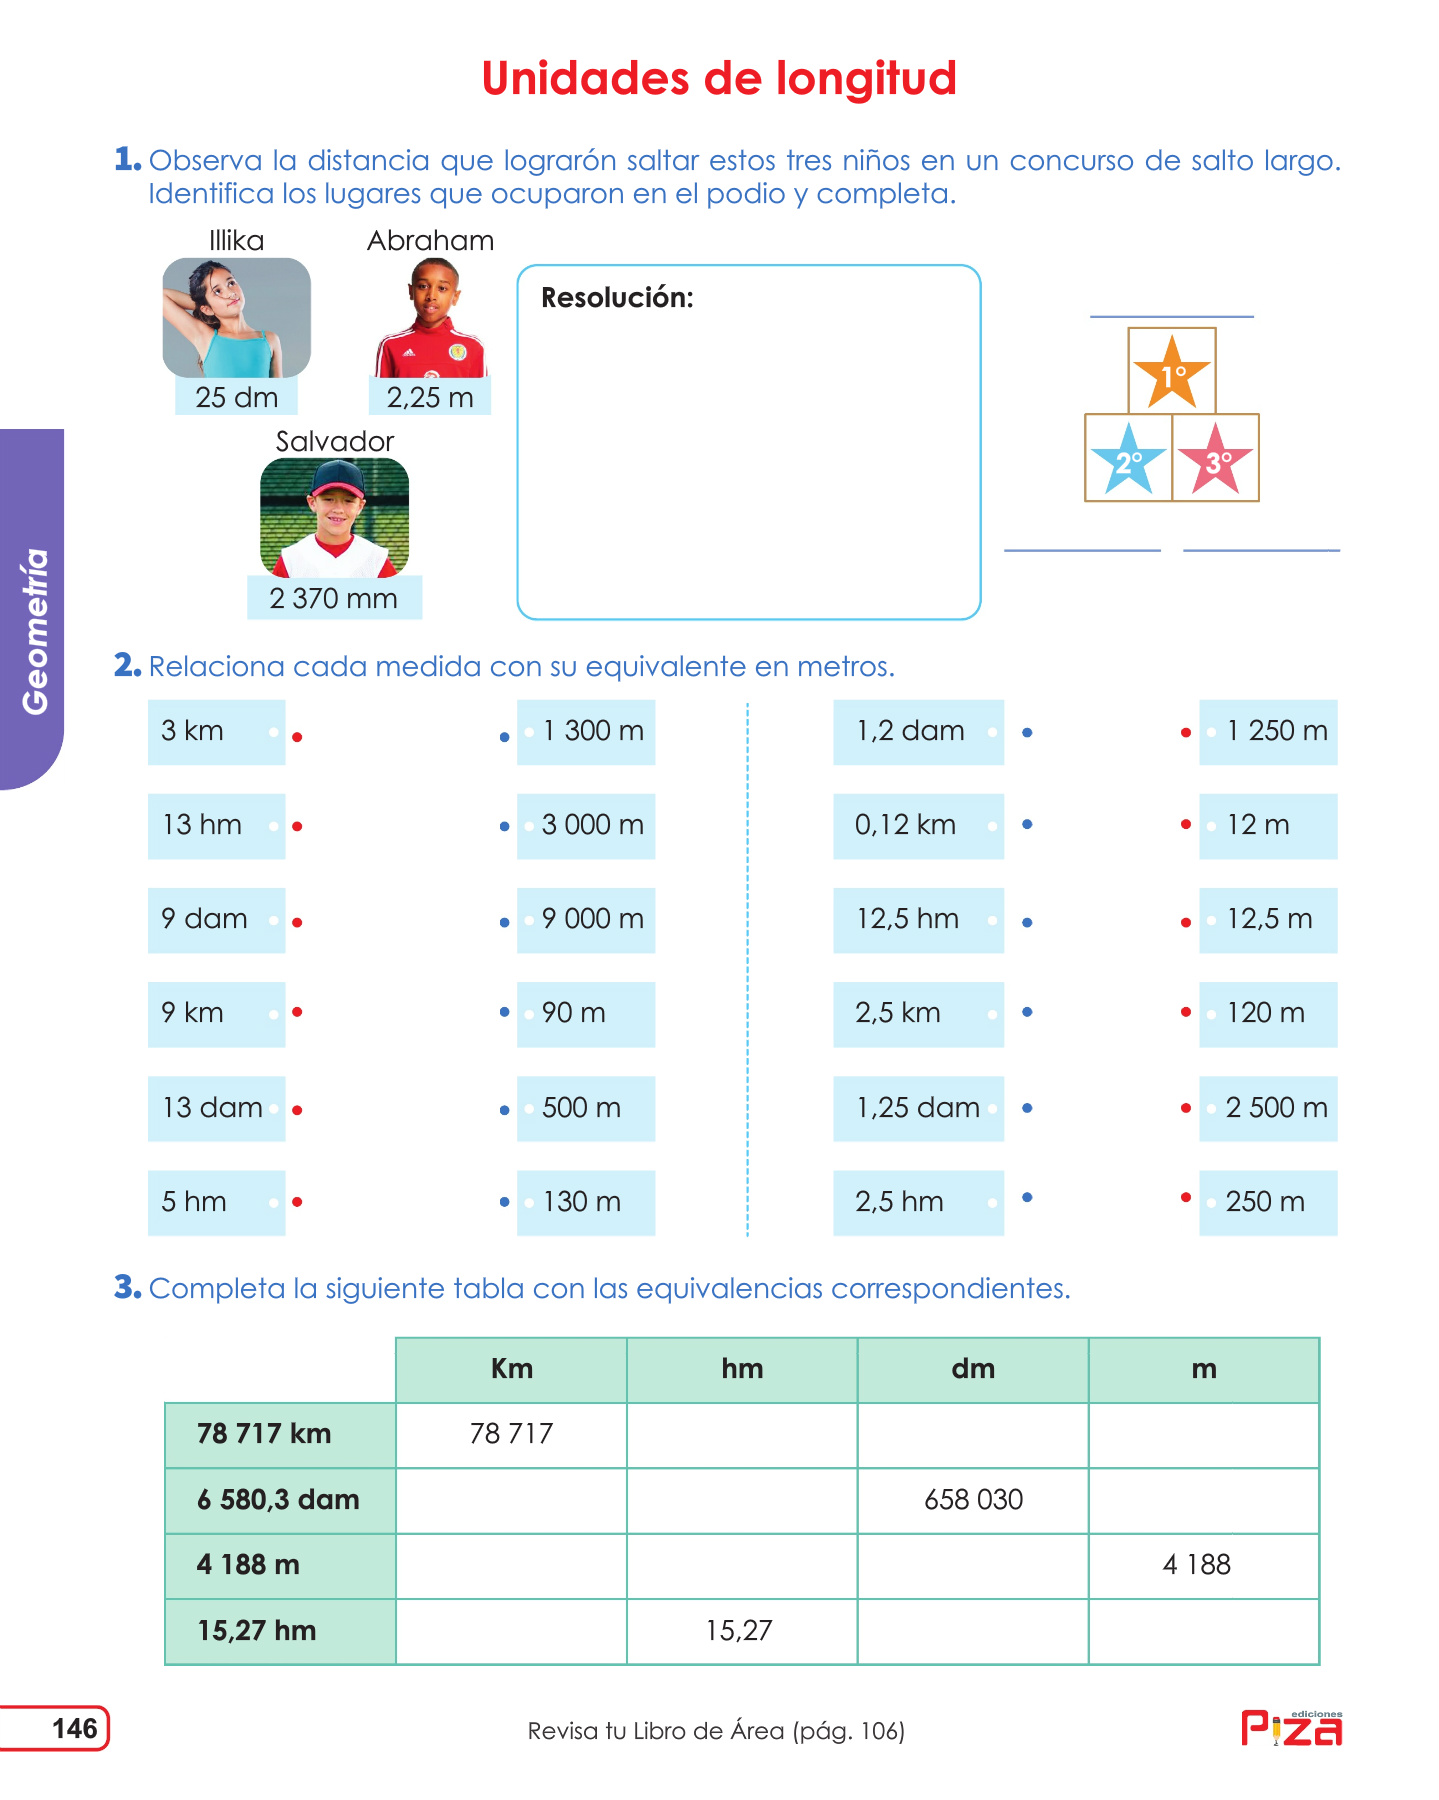 Unidades de longitud
1. Observa la distancia que lograrón saltar estos tres niños en un concurso de salto largo.
Identifica los lugares que ocuparon en el podio y completa.
Illika
Abraham
25 dm
2,25 m
Salvador
2 370 mm
Resolución:
1°
2°
3°
Geometría
2. Relaciona cada medida con su equivalente en metros.
3 km
1 300 m
1,2 dam
1 250 m
13 hm
3 000 m
0,12 km
12 m
9 dam
9 000 m
12,5 hm
12,5 m
9 km
90 m
2,5 km
120 m
13 dam
500 m
1,25 dam
2 500 m
5 hm
130 m
2,5 hm
250 m
3. Completa la siguiente tabla con las equivalencias correspondientes.
Km hm dm m
78 717 km 78 717
6 580,3 dam 658 030
4 188 m 4 188
15,27 hm 15,27
146
Revisa tu Libro de Área (pág. 106)
ediciones
Piza